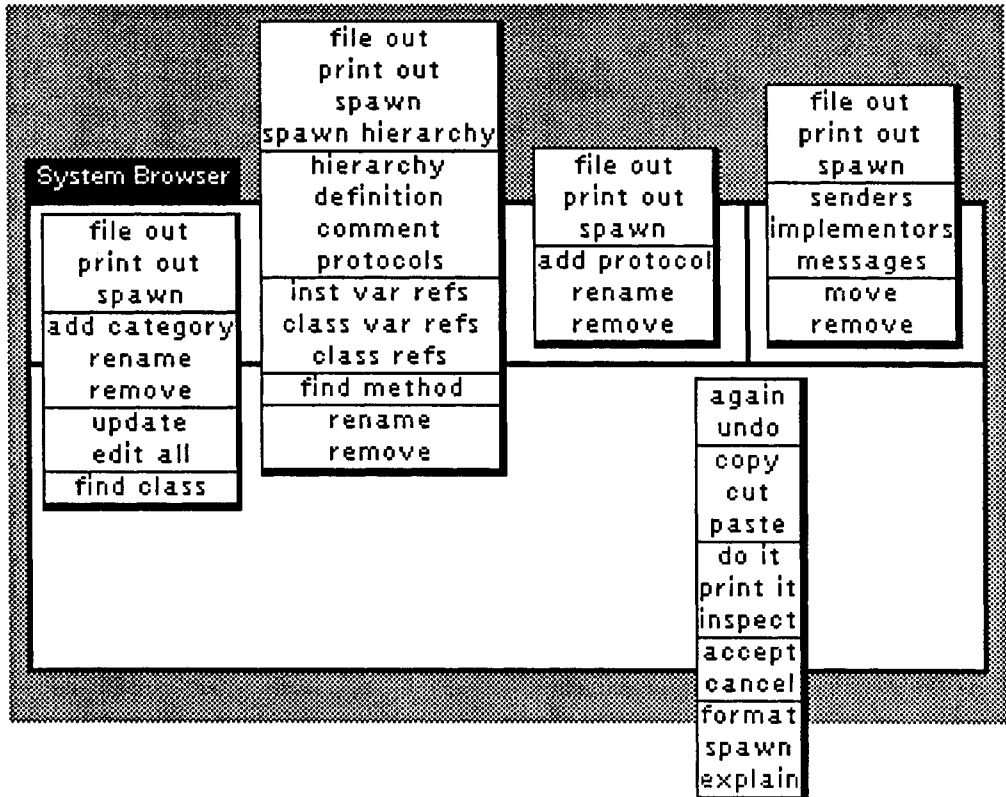 System Browser
file out
print out
spawn
add category
rename
remove
update
edit all
find class
file out
print out
spawn
spawn hierarchy
hierarchy
definition
comment
protocols
inst var refs
class var refs
class refs
find method
rename
remove
file out
print out
spawn
add protocol
rename
remove
file out
print out
spawn
senders
implementors
messages
move
remove
again
undo
copy
cut
paste
do it
print it
inspect
accept
cancel
format
spawn
explain